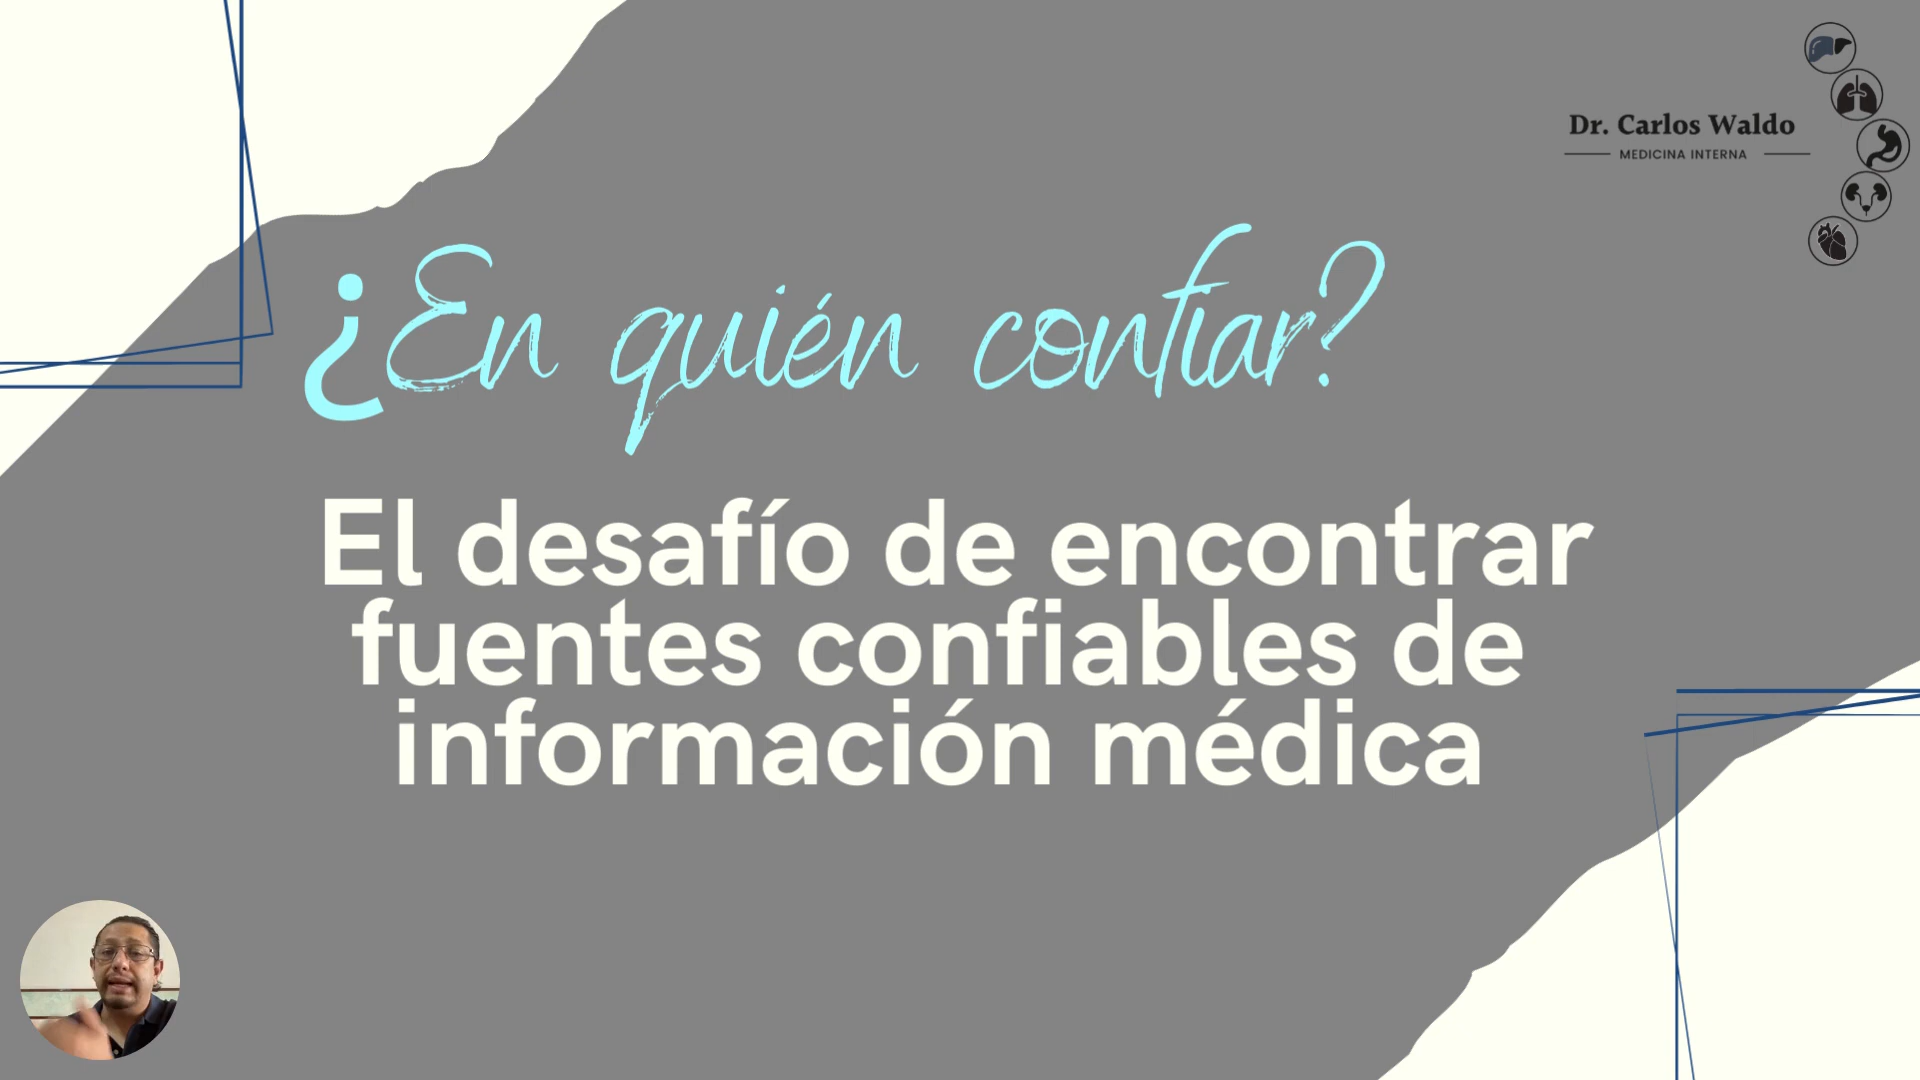 Dr. Carlos Waldo
MEDICINA INTERNA
¿En quién confiar?
El desafío de encontrar
fuentes confiables de
información médica